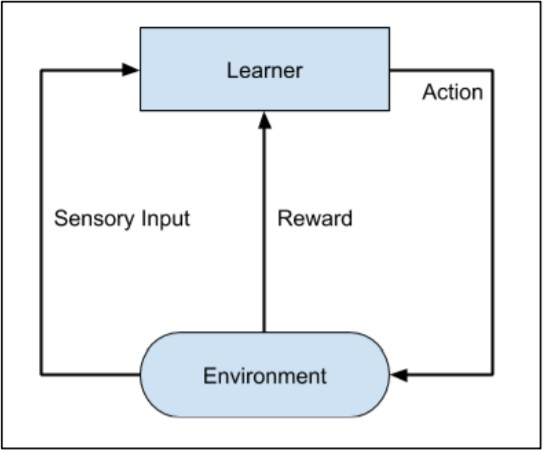 Learner
Action
Sensory Input
Reward
Environment